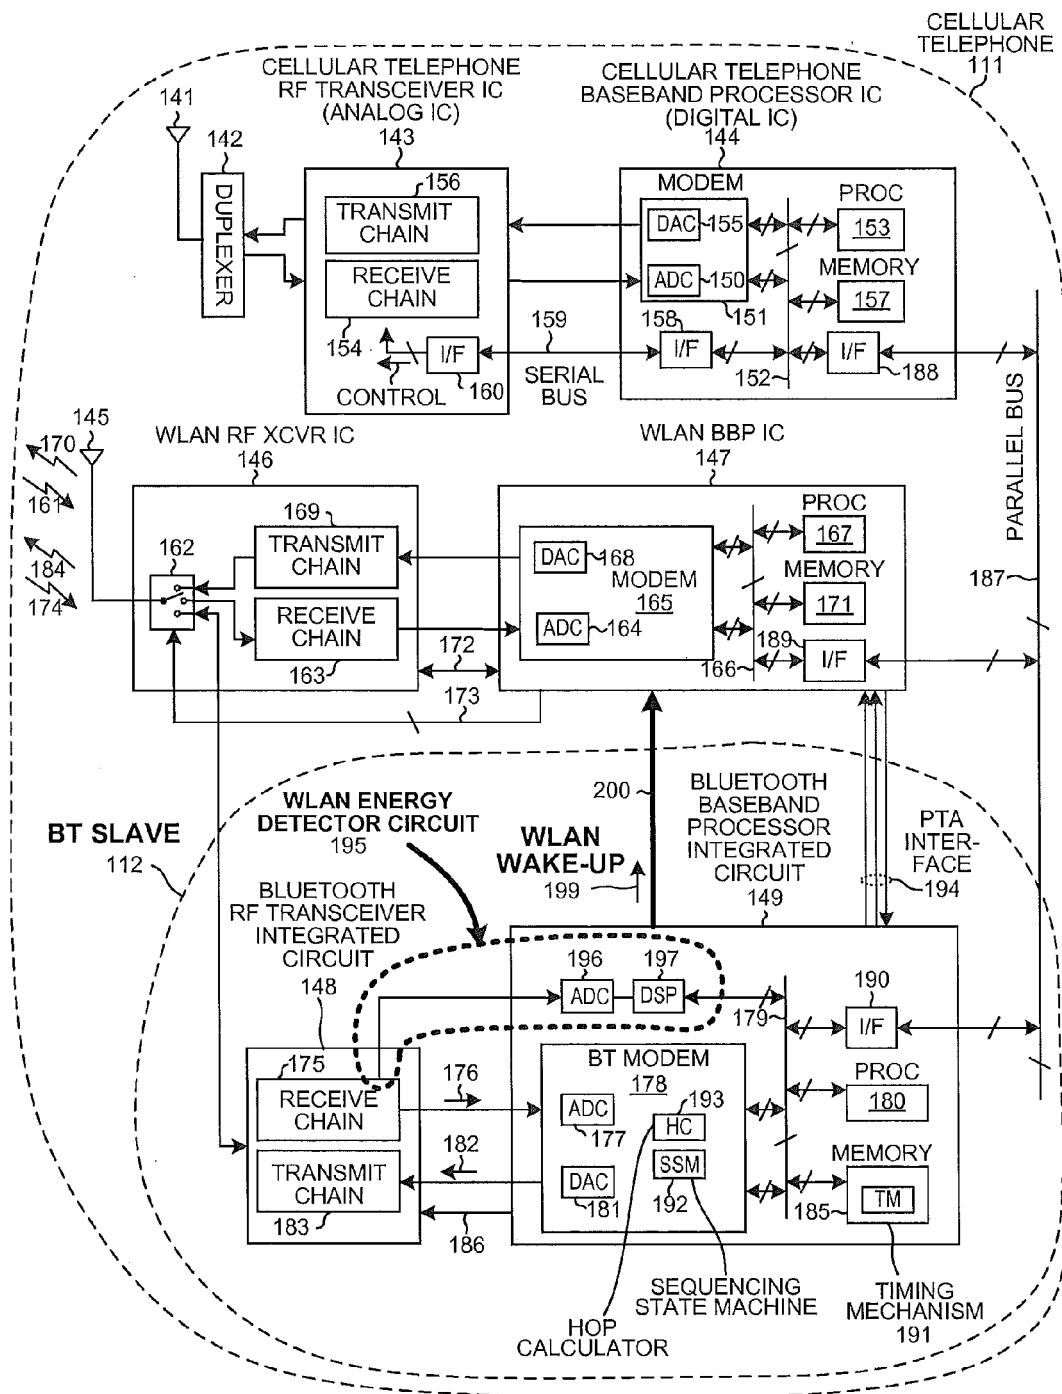 CELLULAR
TELEPHONE
111
CELLULAR TELEPHONE
RF TRANSCEIVER IC
(ANALOG IC)
143
CELLULAR TELEPHONE
BASEBAND PROCESSOR IC
(DIGITAL IC)
144
141
142
DUPLEXER
156
TRANSMIT
CHAIN
RECEIVE
CHAIN
154
I/F
160
CONTROL
159
SERIAL
BUS
MODEM
DAC
155
ADC
150
151
158
I/F
152
PROC
153
MEMORY
157
I/F
188
PARALLEL BUS
187
145
170
161
184
174
WLAN RF XCVR IC
146
162
169
TRANSMIT
CHAIN
RECEIVE
CHAIN
163
172
173
WLAN BBP IC
147
DAC
168
MODEM
165
ADC
164
166
PROC
167
MEMORY
171
189
I/F
BT SLAVE
112
WLAN ENERGY
DETECTOR CIRCUIT
195
WLAN
WAKE-UP
199
200
BLUETOOTH
BASEBAND
PROCESSOR
INTEGRATED
CIRCUIT
149
PTA
INTER-
FACE
194
BLUETOOTH
RF TRANSCEIVER
INTEGRATED
CIRCUIT
148
175
RECEIVE
CHAIN
TRANSMIT
CHAIN
183
176
182
186
196
ADC
197
DSP
179
190
I/F
BT MODEM
178
ADC
177
193
HC
DAC
181
SSM
192
PROC
180
MEMORY
TM
185
SEQUENCING
STATE MACHINE
HOP
CALCULATOR
TIMING
MECHANISM
191